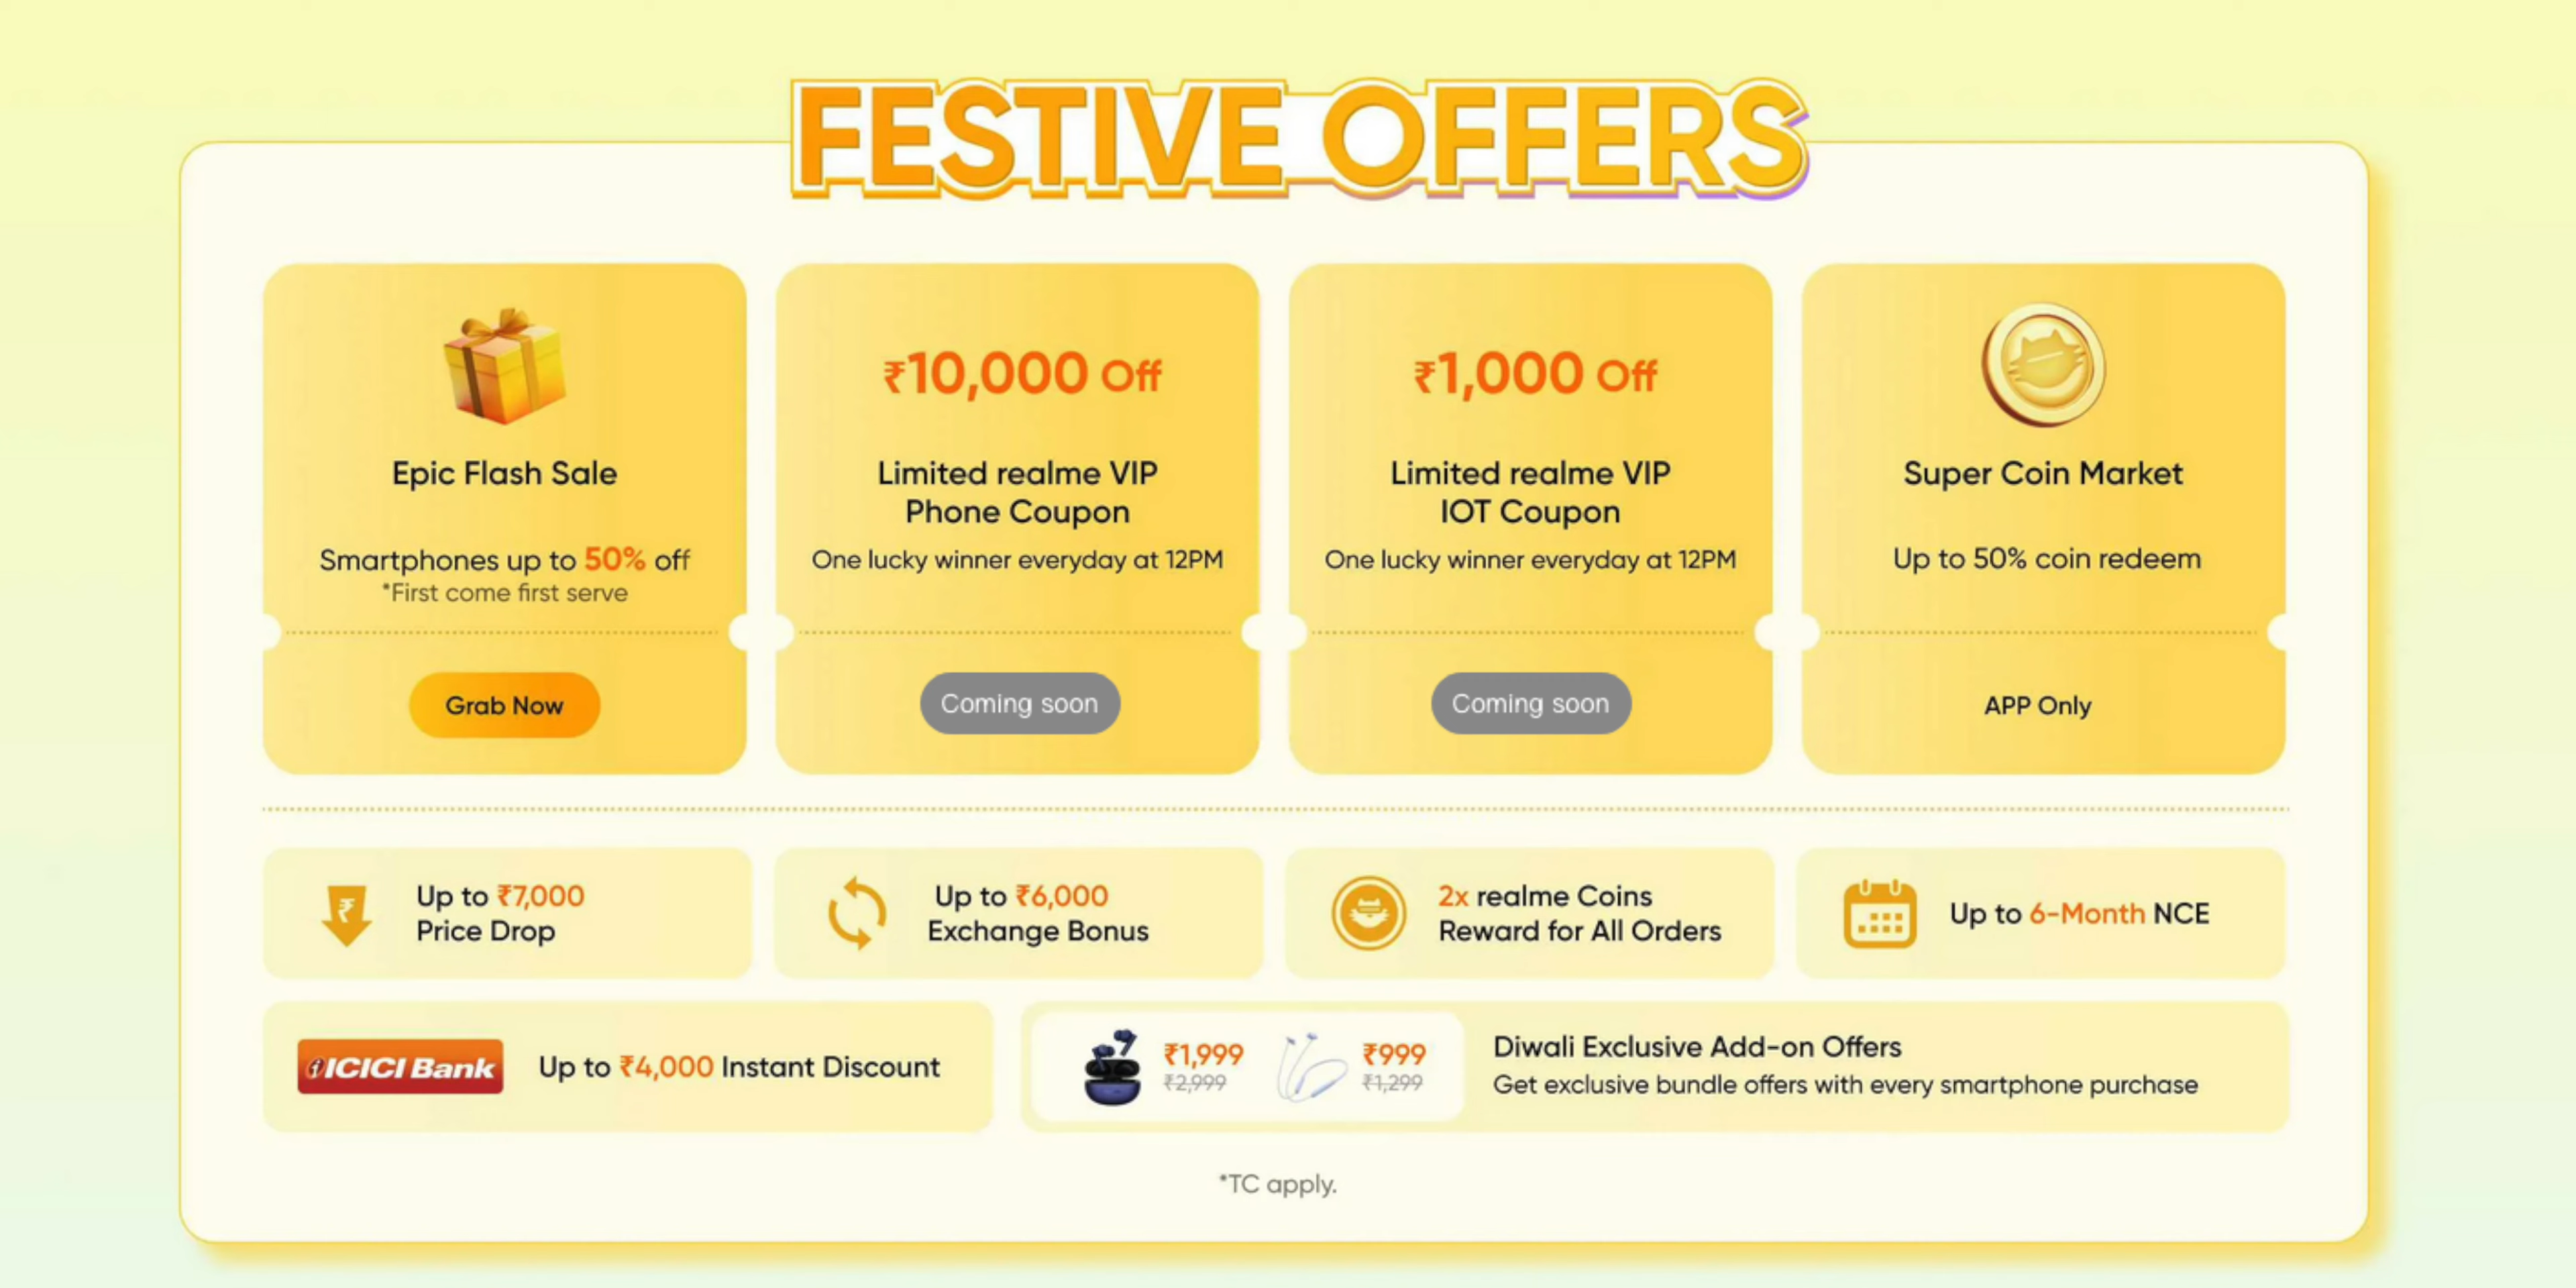 FESTIVE OFFERS
Epic Flash Sale
Smartphones up to 50% off
*First come first serve
Grab Now
₹10,000 Off
Limited realme VIP
Phone Coupon
One lucky winner everyday at 12PM
Coming soon
₹1,000 Off
Limited realme VIP
IOT Coupon
One lucky winner everyday at 12PM
Coming soon
Super Coin Market
Up to 50% coin redeem
APP Only
Up to ₹7,000
Price Drop
Up to ₹6,000
Exchange Bonus
2x realme Coins
Reward for All Orders
Up to 6-Month NCE
ICICI Bank
Up to ₹4,000 Instant Discount
₹1,999
₹2,999
₹999
₹1,299
Diwali Exclusive Add-on Offers
Get exclusive bundle offers with every smartphone purchase
*TC apply.